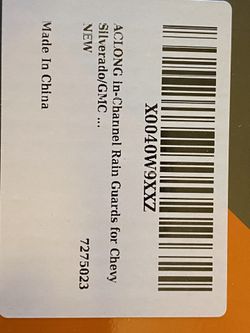 X0040W9XXZ
ACLONG in-Channel Rain Guards for Chevy
Silverado/GMC ...
NEW
7275023
Made In China